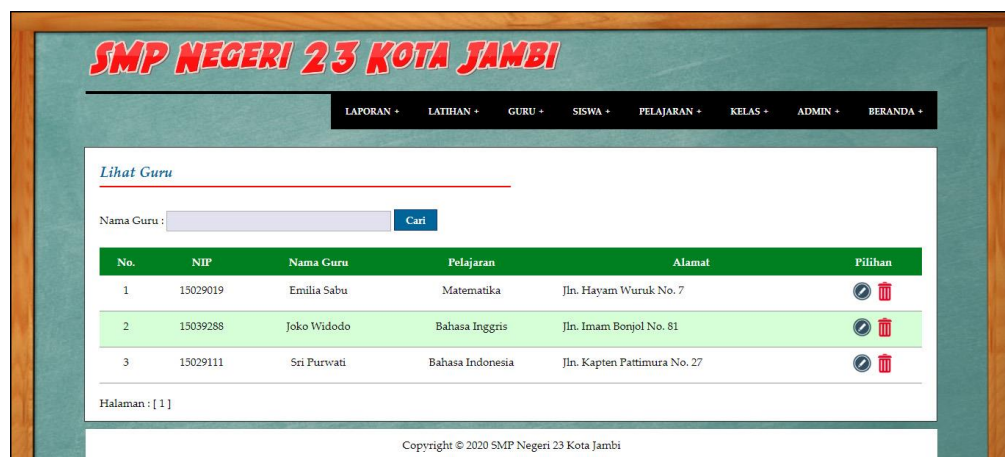 SMP NEGERI 23 KOTA JAMBI
LAPORAN + LATIHAN + GURU + SISWA + PELAJARAN + KELAS + ADMIN + BERANDA +
Lihat Guru
Nama Guru : Cari
No. NIP Nama Guru Pelajaran Alamat Pilihan
1 15029019 Emilia Sabu Matematika Jln. Hayam Wuruk No. 7
2 15039288 Joko Widodo Bahasa Inggris Jln. Imam Bonjol No. 81
3 15029111 Sri Purwati Bahasa Indonesia Jln. Kapten Pattimura No. 27
Halaman : [ 1 ]
Copyright © 2020 SMP Negeri 23 Kota Jambi